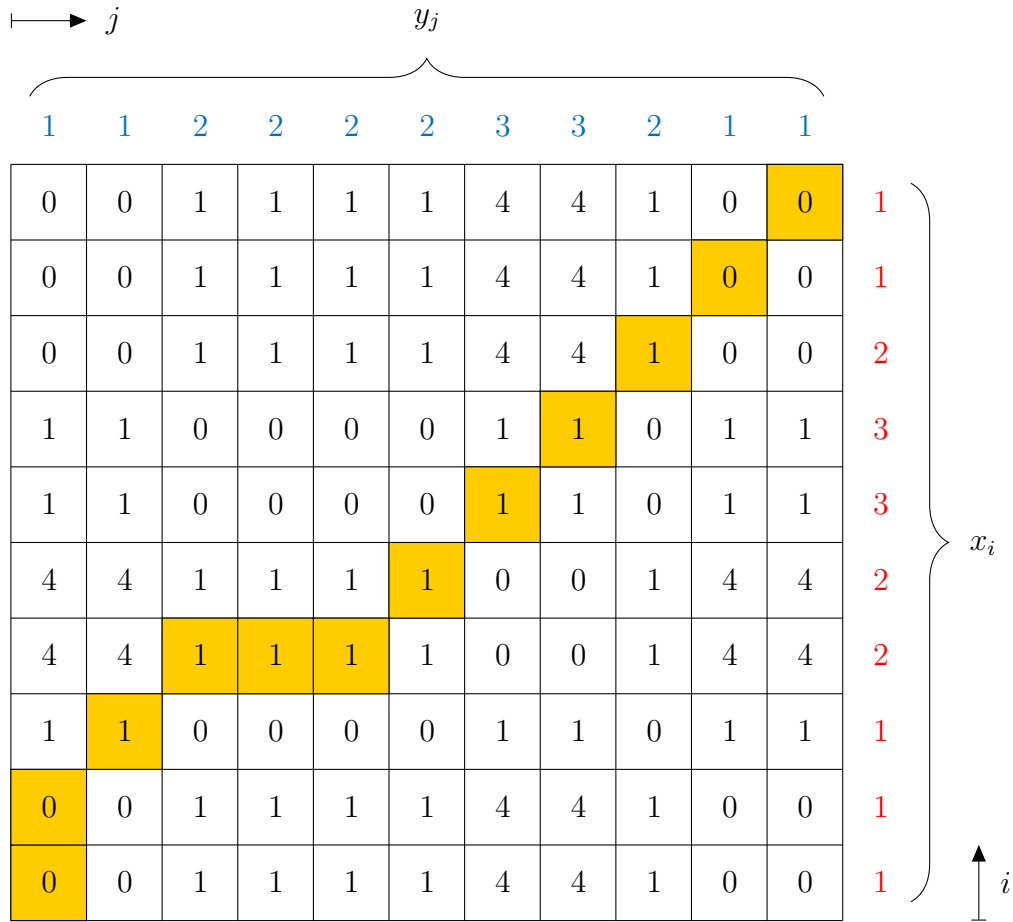 j y_j
1 1 2 2 2 2 3 3 2 1 1
0 0 1 1 1 1 4 4 1 0 0 1
0 0 1 1 1 1 4 4 1 0 0 1
0 0 1 1 1 1 4 4 1 0 0 2
1 1 0 0 0 0 1 1 0 1 1 3
1 1 0 0 0 0 1 1 0 1 1 3
x_i
4 4 1 1 1 1 0 0 1 4 4 2
4 4 1 1 1 1 0 0 1 4 4 2
1 1 0 0 0 0 1 1 0 1 1 1
0 0 1 1 1 1 4 4 1 0 0 1
0 0 1 1 1 1 4 4 1 0 0 1 i